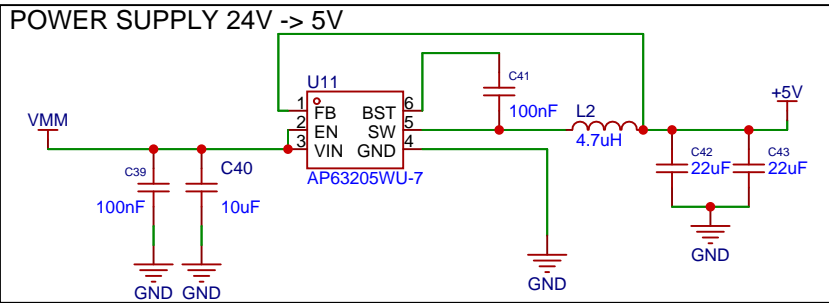 POWER SUPPLY 24V -> 5V
U11
C41
100nF
1 FB BST 6
2 EN SW 5
3 VIN GND 4
AP63205WU-7
L2
4.7uH
+5V
VMM
C39
100nF
C40
10uF
C42
22uF
C43
22uF
GND
GND
GND
GND